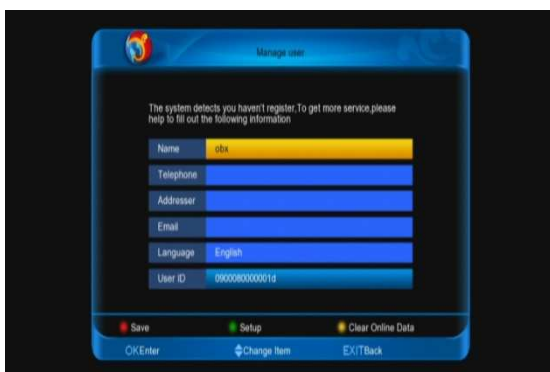 Manage user
The system detects you haven't register,To get more service,please
help to fill out the following information
Name obx
Telephone
Addresser
Email
Language English
User ID 0900080000001d
Save Setup Clear Online Data
OKEnter Change Item EXITBack